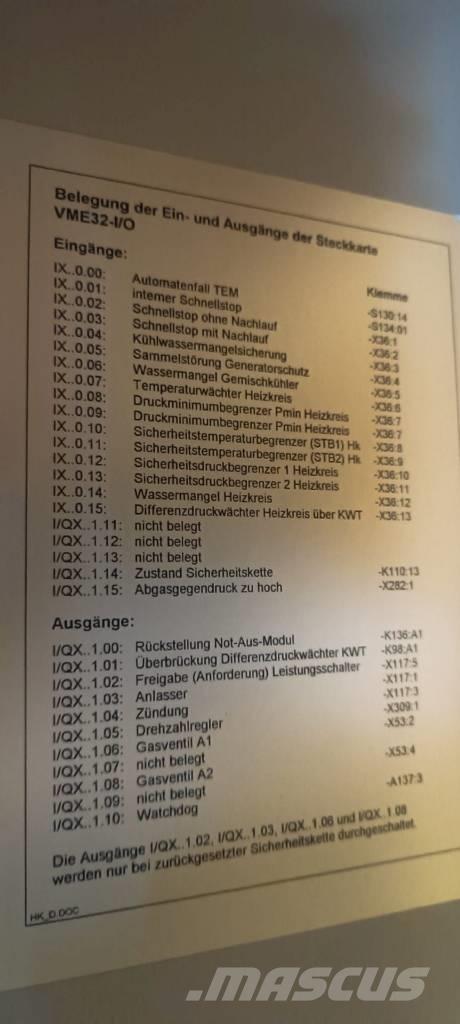 Belegung der Ein- und Ausgänge der Steckkarte
VME32-I/O
Eingänge: Klemme
IX..0.00: Automatenfall TEM -S130:14
IX..0.01: interner Schnellstop -S134:01
IX..0.02: Schnellstop ohne Nachlauf -X36:1
IX..0.03: Schnellstop mit Nachlauf -X36:2
IX..0.04: Kühlwassermangelsicherung -X36:3
IX..0.05: Sammelstörung Generatorschutz -X36:4
IX..0.06: Wassermangel Gemischkühler -X36:5
IX..0.07: Temperaturwächter Heizkreis -X36:6
IX..0.08: Druckminimumbegrenzer Pmin Heizkreis -X36:7
IX..0.09: Druckminimumbegrenzer Pmin Heizkreis -X36:7
IX..0.10: Sicherheitstemperaturbegrenzer (STB1) Hk -X36:8
IX..0.11: Sicherheitstemperaturbegrenzer (STB2) Hk -X36:9
IX..0.12: Sicherheitsdruckbegrenzer 1 Heizkreis -X36:10
IX..0.13: Sicherheitsdruckbegrenzer 2 Heizkreis -X36:11
IX..0.14: Wassermangel Heizkreis -X36:12
IX..0.15: Differenzdruckwächter Heizkreis über KWT -X36:13
I/QX..1.11: nicht belegt
I/QX..1.12: nicht belegt
I/QX..1.13: nicht belegt
I/QX..1.14: Zustand Sicherheitskette -K110:13
I/QX..1.15: Abgasgegendruck zu hoch -X282:1
Ausgänge:
I/QX..1.00: Rückstellung Not-Aus-Modul -K136:A1
I/QX..1.01: Überbrückung Differenzdruckwächter KWT -K98:A1
I/QX..1.02: Freigabe (Anforderung) Leistungsschalter -X117:5
I/QX..1.03: Anlasser -X117:1
I/QX..1.04: Zündung -X117:3
I/QX..1.05: Drehzahlregler -X309:1
I/QX..1.06: Gasventil A1 -X53:2
I/QX..1.07: nicht belegt
I/QX..1.08: Gasventil A2 -X53:4
I/QX..1.09: nicht belegt
I/QX..1.10: Watchdog -A137:3
Die Ausgänge I/QX..1.02, I/QX..1.03, I/QX..1.06 und I/QX..1.08
werden nur bei zurückgesetzter Sicherheitskette durchgeschaltet.
HK_D.DOC
MASCUS